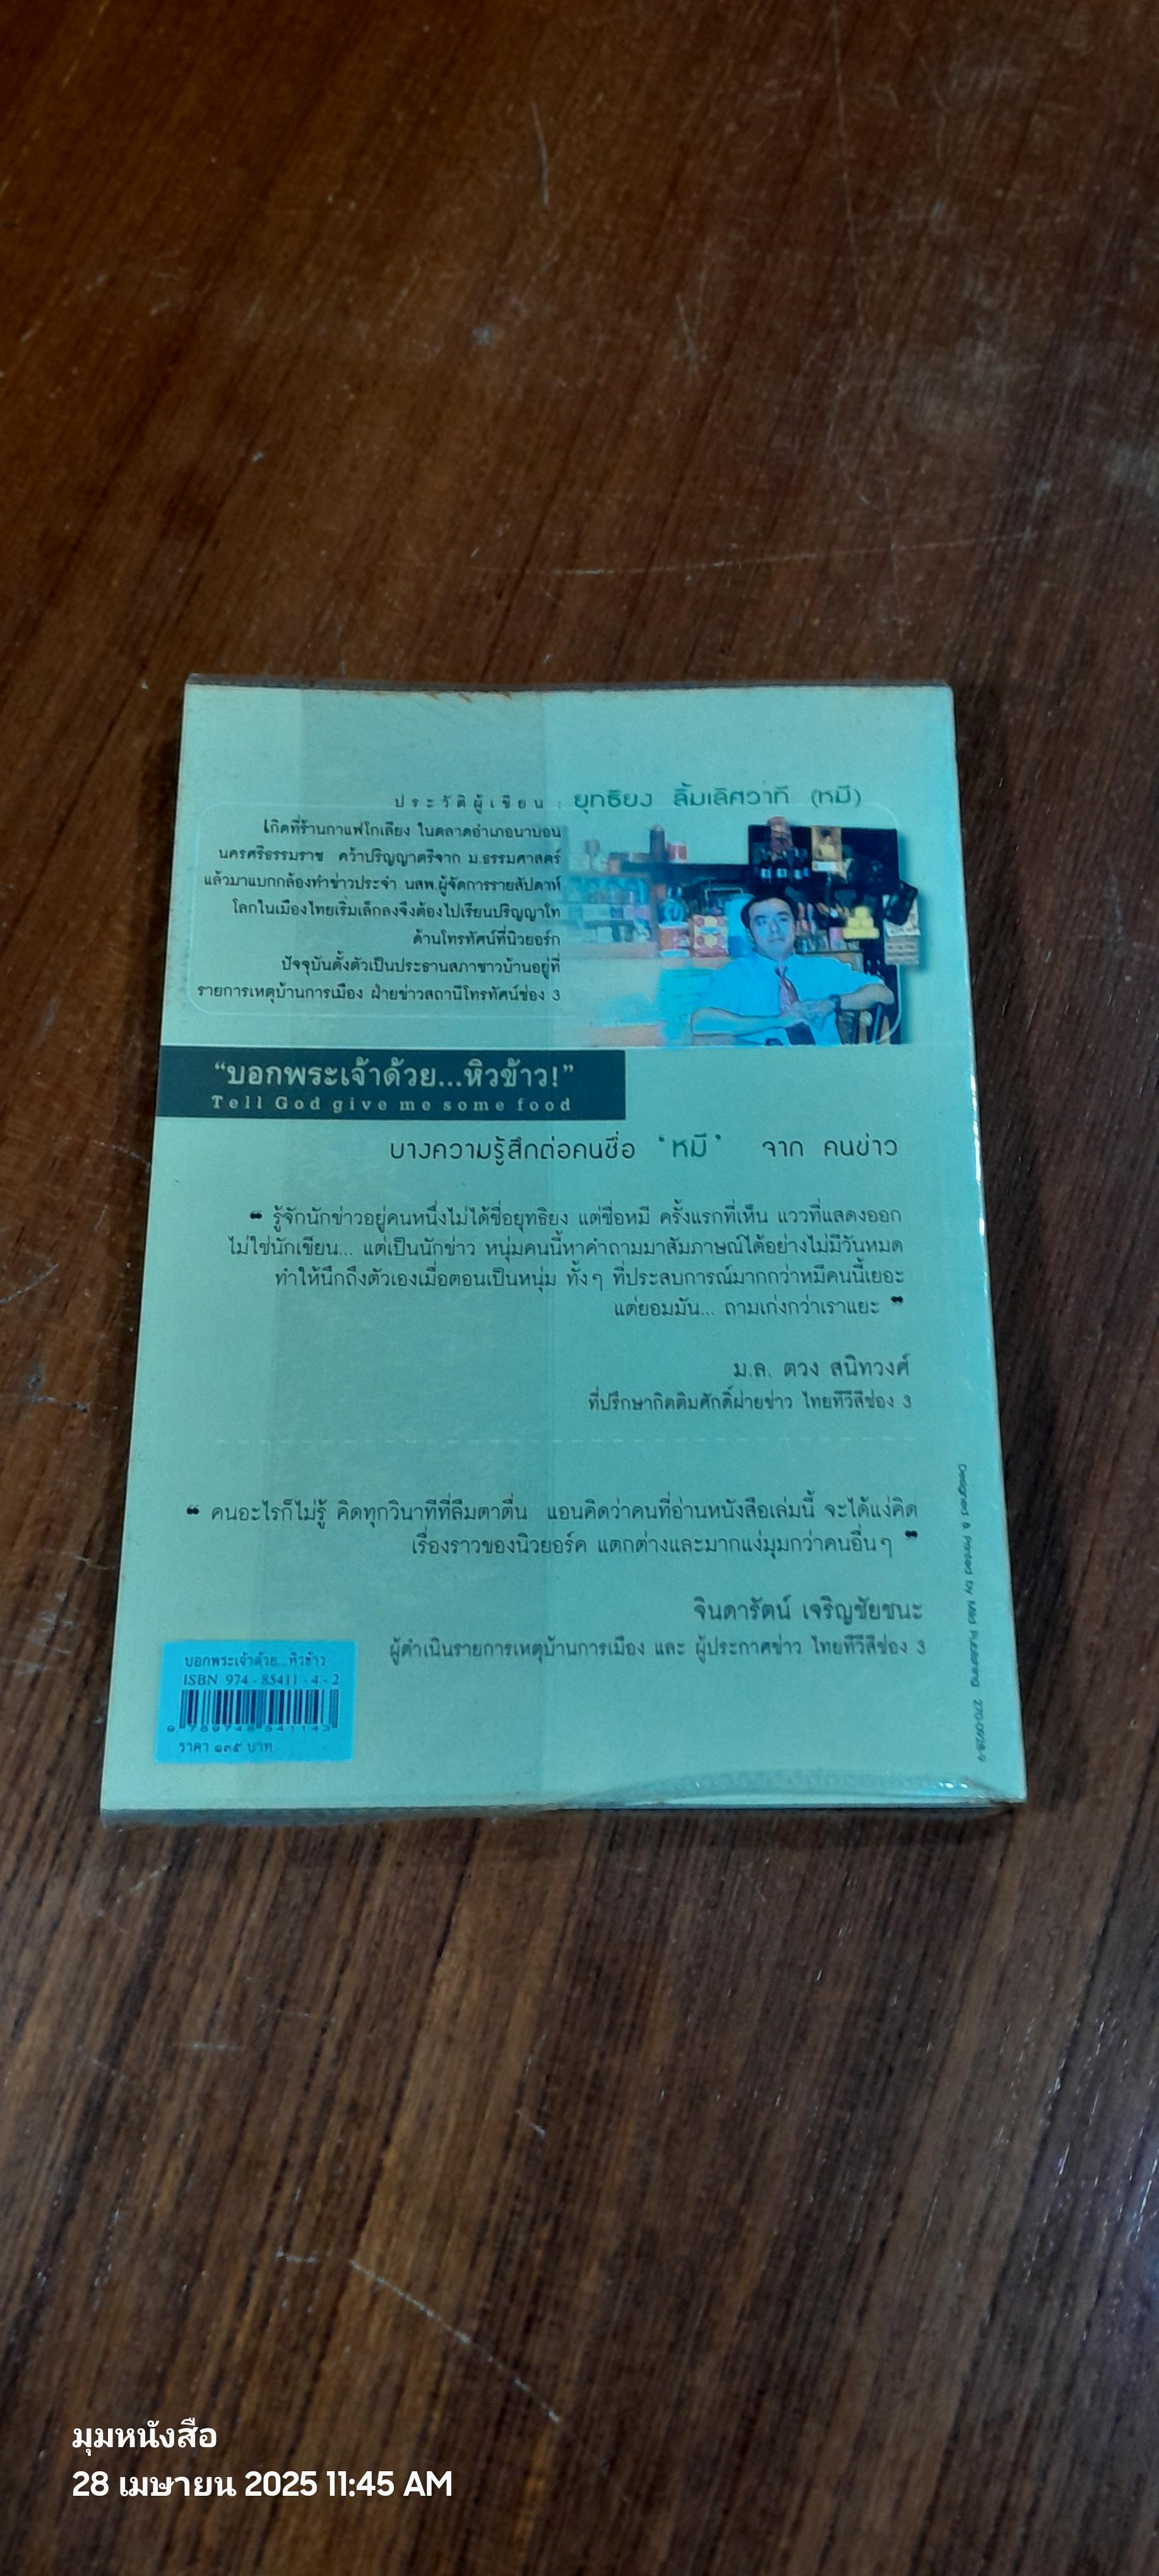 ประวัติผู้เขียน : ยุทธิยง ลิ้มเลิศวาที (หมี)
เกิดที่ร้านกาแฟโกเลียง ในตลาดอำเภอนาบอน
นครศรีธรรมราช คว้าปริญญาตรีจาก ม.ธรรมศาสตร์
แล้วมาแบกกล้องทำข่าวประจำ นสพ.ผู้จัดการรายสัปดาห์
โลกในเมืองไทยเริ่มเล็กลงจึงต้องไปเรียนปริญญาโท
ด้านโทรทัศน์ที่นิวยอร์ก
ปัจจุบันตั้งตัวเป็นประธานสภาชาวบ้านอยู่ที่
รายการเหตุบ้านการเมือง ฝ่ายข่าวสถานีโทรทัศน์ช่อง 3
“บอกพระเจ้าด้วย...หิวข้าว!”
Tell God give me some food
บางความรู้สึกต่อคนชื่อ ‘หมี’ จาก คนข่าว
❝ รู้จักนักข่าวอยู่คนหนึ่งไม่ได้ชื่อยุทธิยง แต่ชื่อหมี ครั้งแรกที่เห็น แววที่แสดงออก
ไม่ใช่นักเขียน... แต่เป็นนักข่าว หนุ่มคนนี้หาคำถามมาสัมภาษณ์ได้อย่างไม่มีวันหมด
ทำให้นึกถึงตัวเองเมื่อตอนเป็นหนุ่ม ทั้งๆ ที่ประสบการณ์มากกว่าหมีคนนี้เยอะ
แต่ยอมมัน... ถามเก่งกว่าเราแยะ ❞
ม.ล. ตวง สนิทวงศ์
ที่ปรึกษากิตติมศักดิ์ฝ่ายข่าว ไทยทีวีสีช่อง 3
❝ คนอะไรก็ไม่รู้ คิดทุกวินาทีที่ลืมตาตื่น แอนคิดว่าคนที่อ่านหนังสือเล่มนี้ จะได้แง่คิด
เรื่องราวของนิวยอร์ค แตกต่างและมากแง่มุมกว่าคนอื่นๆ ❞
จินดารัตน์ เจริญชัยชนะ
ผู้ดำเนินรายการเหตุบ้านการเมือง และ ผู้ประกาศข่าว ไทยทีวีสีช่อง 3
บอกพระเจ้าด้วย...หิวข้าว
ISBN 974-85411-4-2
9 789748 541143
ราคา ๑๓๕ บาท
Designed & Printed by Mild Publishing 270-0928-9
มุมหนังสือ
28 เมษายน 2025 11:45 AM